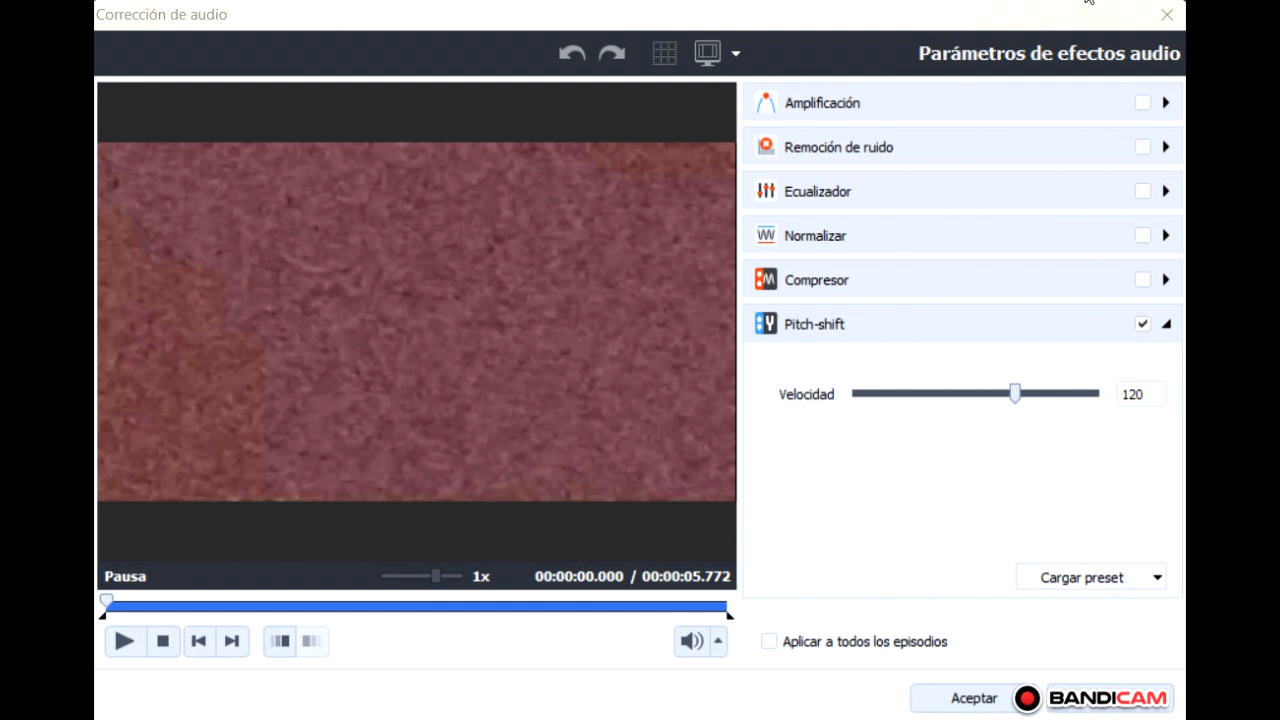 Corrección de audio
Parámetros de efectos audio
Amplificación
Remoción de ruido
Ecualizador
Normalizar
Compresor
Pitch-shift
Velocidad 120
Cargar preset
Pausa 1x 00:00:00.000 / 00:00:05.772
Aplicar a todos los episodios
Aceptar
BANDICAM